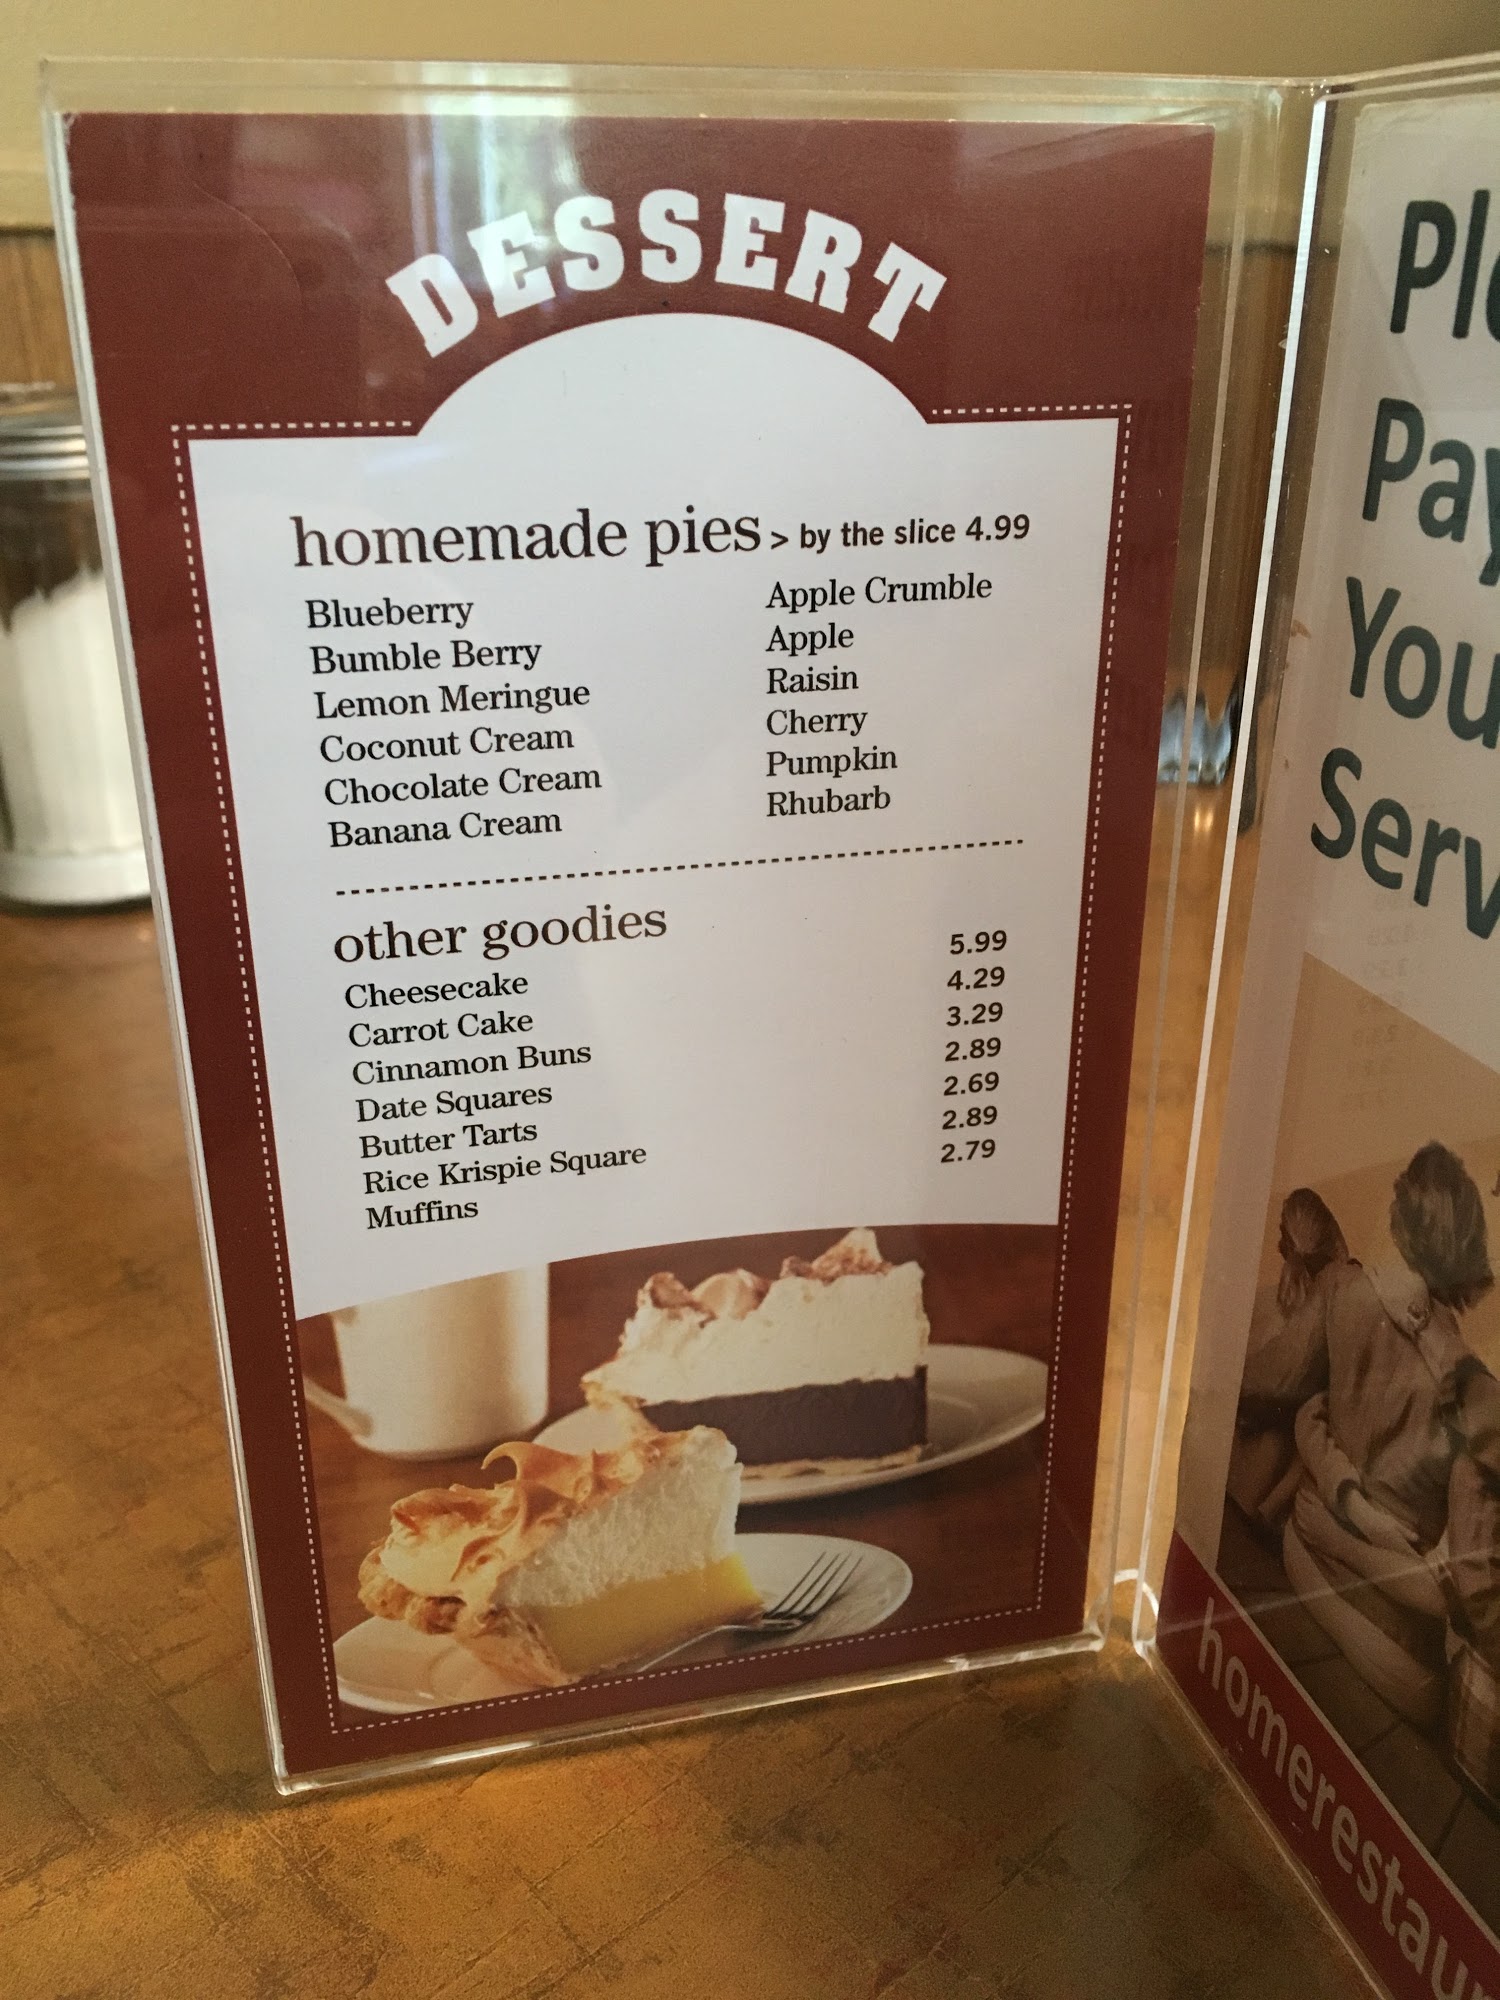 DESSERT
homemade pies > by the slice 4.99
Blueberry
Bumble Berry
Lemon Meringue
Coconut Cream
Chocolate Cream
Banana Cream
Apple Crumble
Apple
Raisin
Cherry
Pumpkin
Rhubarb
other goodies
Cheesecake 5.99
Carrot Cake 4.29
Cinnamon Buns 3.29
Date Squares 2.89
Butter Tarts 2.69
Rice Krispie Square 2.89
Muffins 2.79
Ple
Pay
You
Serv
homerestaur